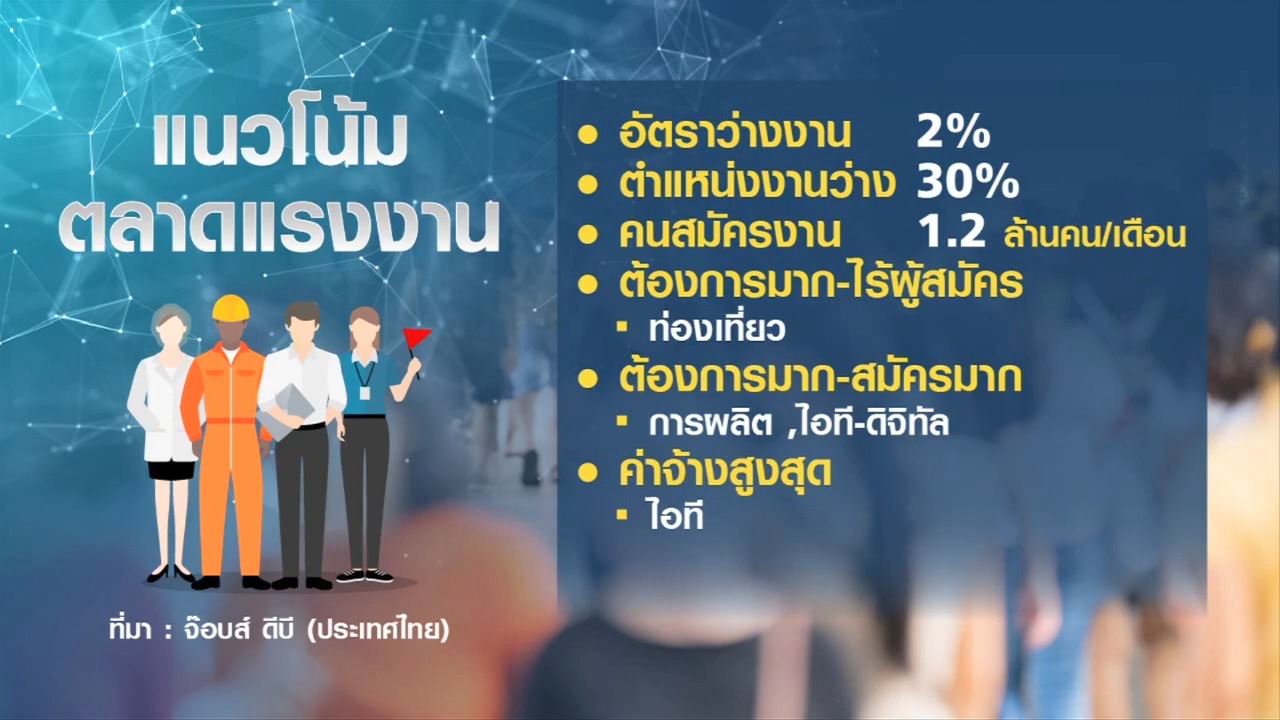 แนวโน้ม
ตลาดแรงงาน
• อัตราว่างงาน 2%
• ตำแหน่งงานว่าง 30%
• คนสมัครงาน 1.2 ล้านคน/เดือน
• ต้องการมาก-ไร้ผู้สมัคร
▪ ท่องเที่ยว
• ต้องการมาก-สมัครมาก
▪ การผลิต ,ไอที-ดิจิทัล
• ค่าจ้างสูงสุด
▪ ไอที
ที่มา : จ๊อบส์ ดีบี (ประเทศไทย)